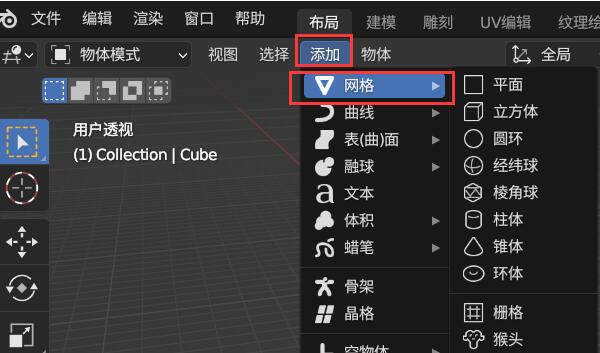 文件 编辑 渲染 窗口 帮助 布局 建模 雕刻 UV编辑 纹理绘
物体模式 视图 选择 添加 物体 全局
网格 平面
曲线 立方体
表(曲)面 圆环
融球 经纬球
文本 棱角球
体积 柱体
蜡笔 锥体
环体
骨架
晶格 栅格
空物体 猴头
用户透视
(1) Collection | Cube